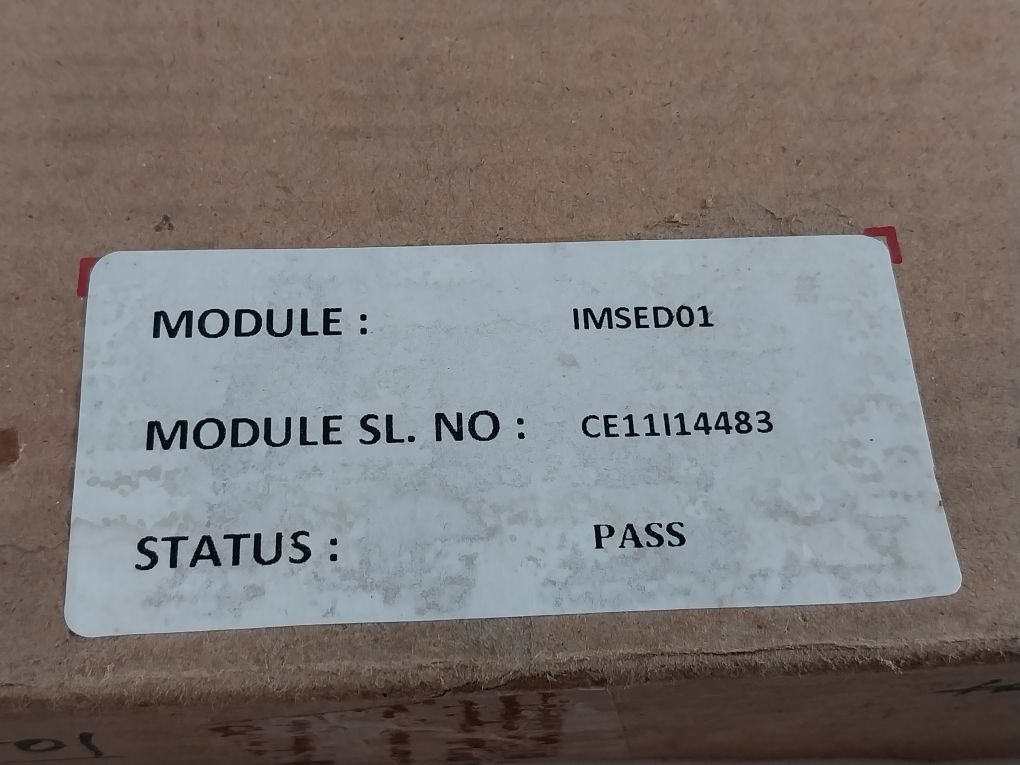 MODULE : IMSED01
MODULE SL. NO : CE11I14483
STATUS : PASS